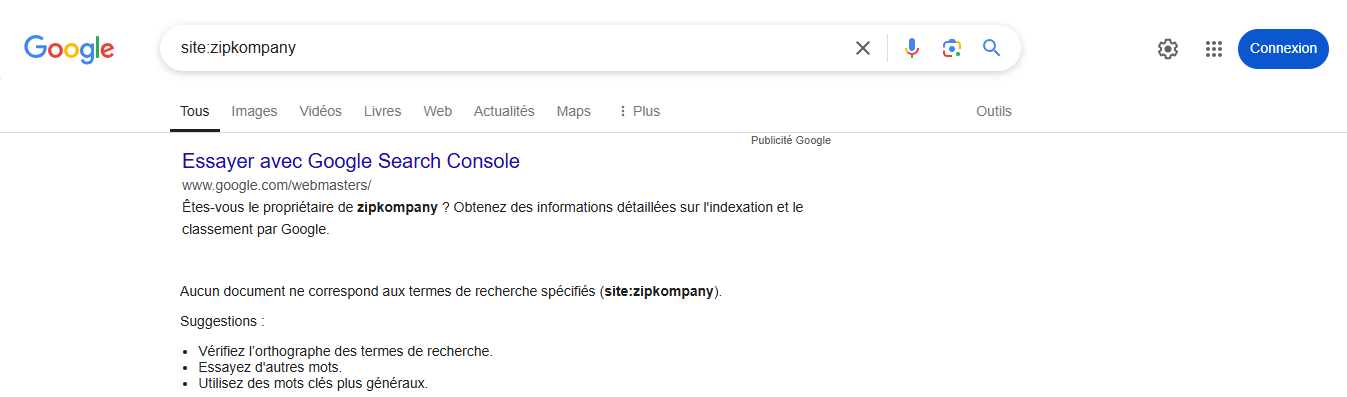 Google
site:zipkompany
Connexion
Tous Images Vidéos Livres Web Actualités Maps Plus Outils
Publicité Google
Essayer avec Google Search Console
www.google.com/webmasters/
Êtes-vous le propriétaire de zipkompany ? Obtenez des informations détaillées sur l'indexation et le
classement par Google.
Aucun document ne correspond aux termes de recherche spécifiés (site:zipkompany).
Suggestions :
Vérifiez l’orthographe des termes de recherche.
Essayez d'autres mots.
Utilisez des mots clés plus généraux.